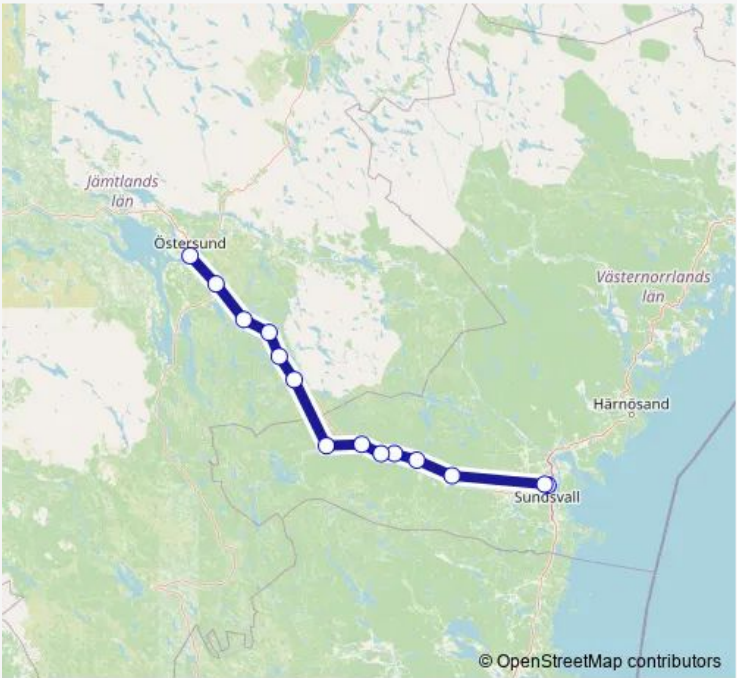 Jämtlands
län
Östersund
Västernorrlands
län
Härnösand
Sundsvall
© OpenStreetMap contributors